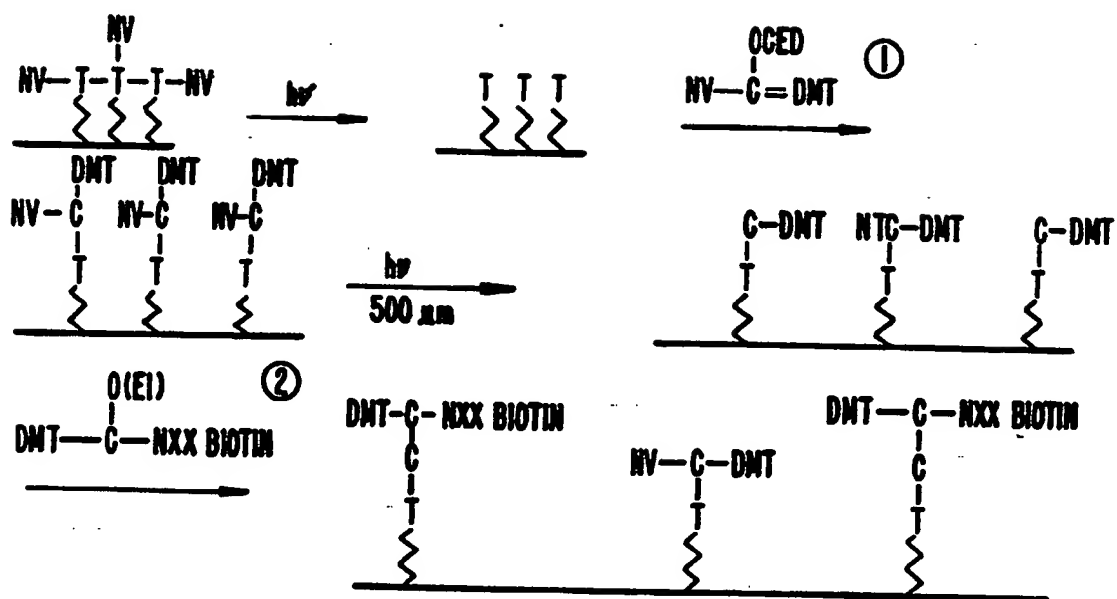 NV
NV—T—T—T—NV
hν
T T T
OCED
NV—C=DMT
①
DMT DMT DMT
NV—C NV—C NV—C
T T T
hν
500 nm
C—DMT NTC—DMT C—DMT
T T T
②
O(EI)
DMT—C—NXX BIOTIN
DMT—C—NXX BIOTIN
C
T
NV—C—DMT
T
DMT—C—NXX BIOTIN
C
T